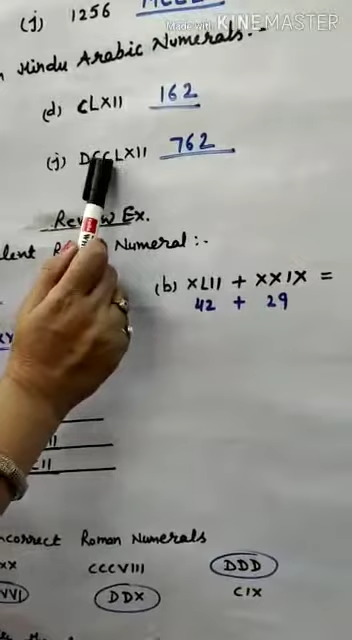 (j) 1256
Made with KINEMASTER
Hindu Arabic Numerals:-
(d) CLXII 162
(j) DCCLXII 762
Review Ex.
Numeral:-
(b) XLII + XXIX =
42 + 29
Incorrect Roman Numerals
XX CCCVIII DDD
VVI DDX CIX